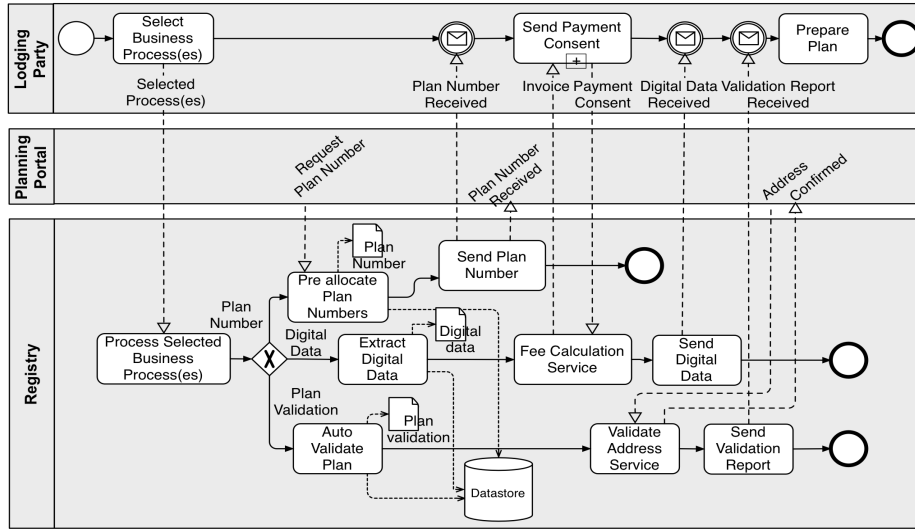 Lodging
Party
Select
Business
Process(es)
Send Payment
Consent
Prepare
Plan
Selected
Process(es)
Plan Number
Received
Invoice
Payment
Consent
Digital Data
Received
Validation Report
Received
Planning
Portal
Request
Plan Number
Plan Number
Received
Address
Confirmed
Registry
Plan
Number
Send Plan
Number
Pre allocate
Plan
Numbers
Plan
Number
Digital
Data
Digital
data
Process Selected
Business
Process(es)
X
Extract
Digital
Data
Fee Calculation
Service
Send
Digital
Data
Plan
Validation
Plan
validation
Auto
Validate
Plan
Validate
Address
Service
Send
Validation
Report
Datastore